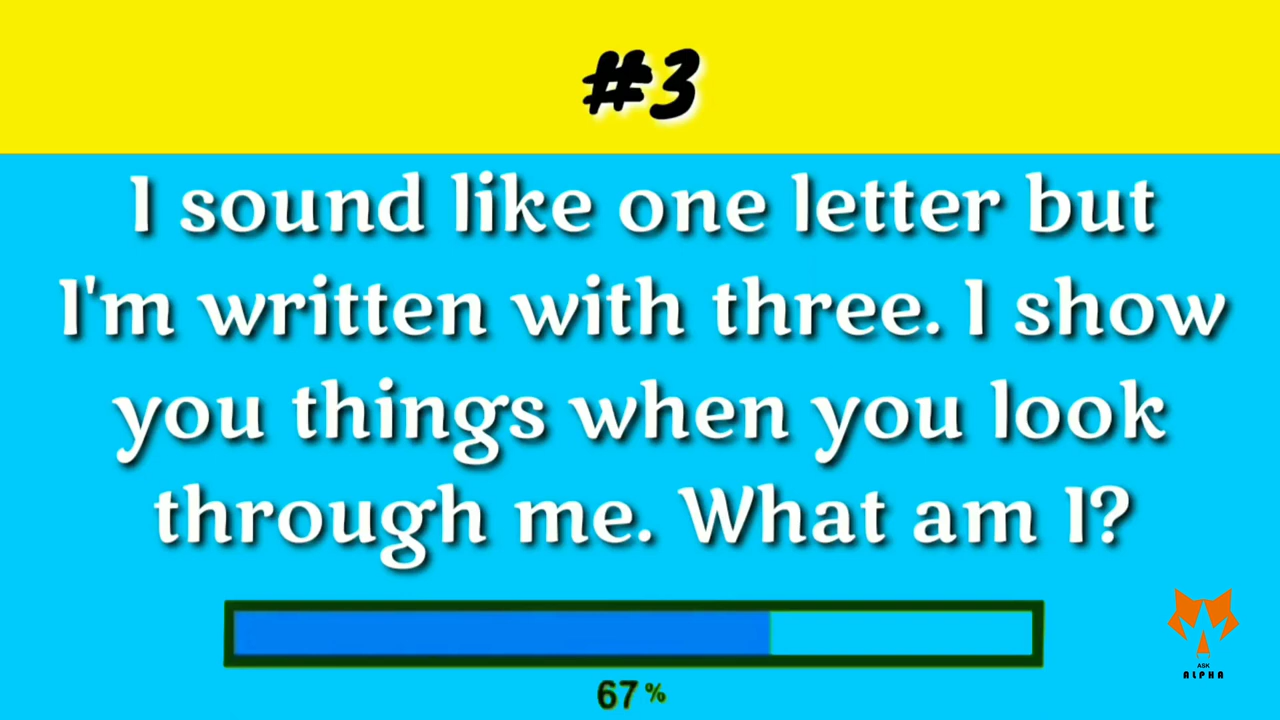 #3
I sound like one letter but
I'm written with three. I show
you things when you look
through me. What am I?
67%
ASK
ALPHA